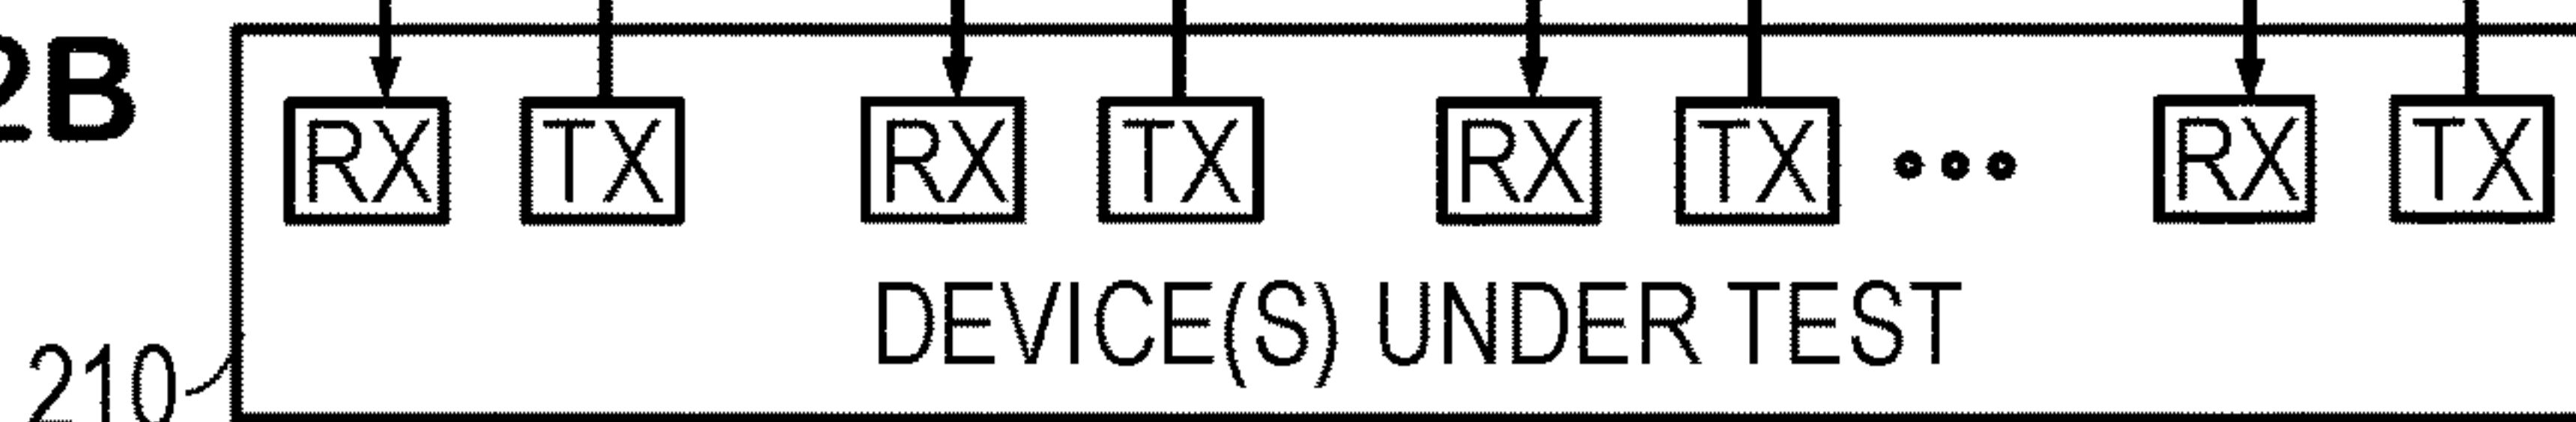 2B
RX TX RX TX RX TX ••• RX TX
DEVICE(S) UNDER TEST
210